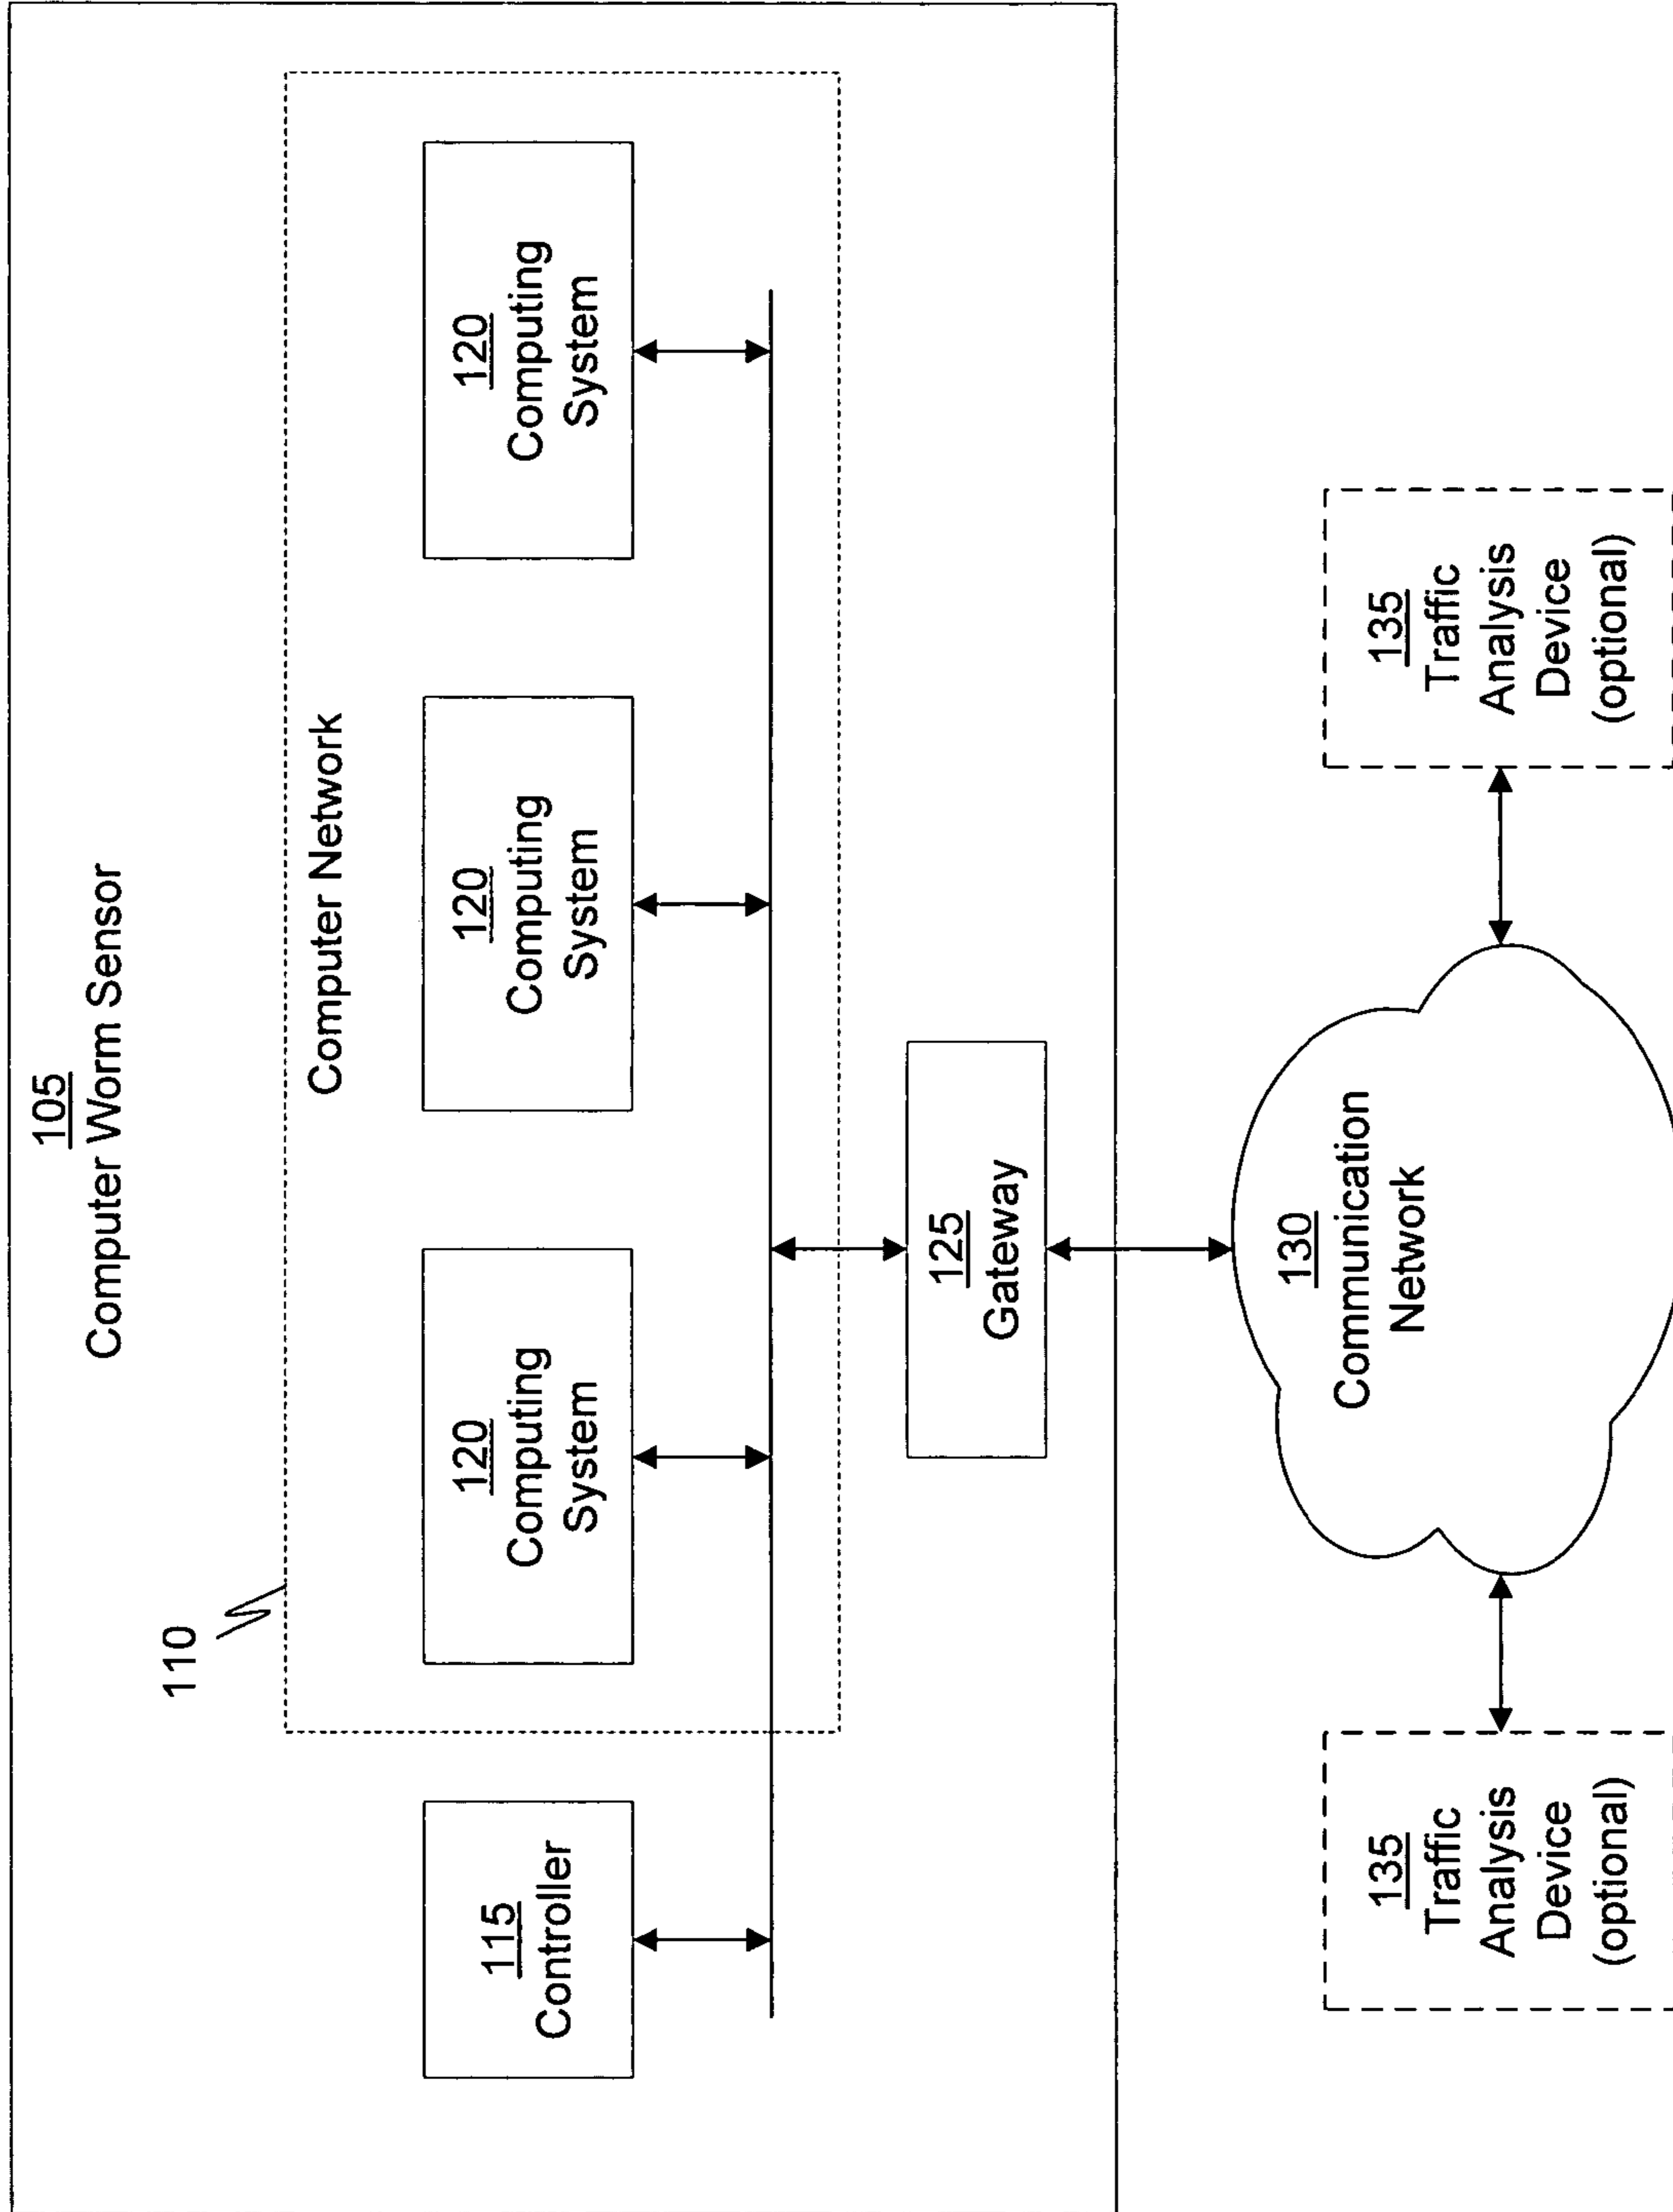 105
Computer Worm Sensor
110
Computer Network
115
Controller
120
Computing
System
120
Computing
System
120
Computing
System
125
Gateway
135
Traffic
Analysis
Device
(optional)
130
Communication
Network
135
Traffic
Analysis
Device
(optional)